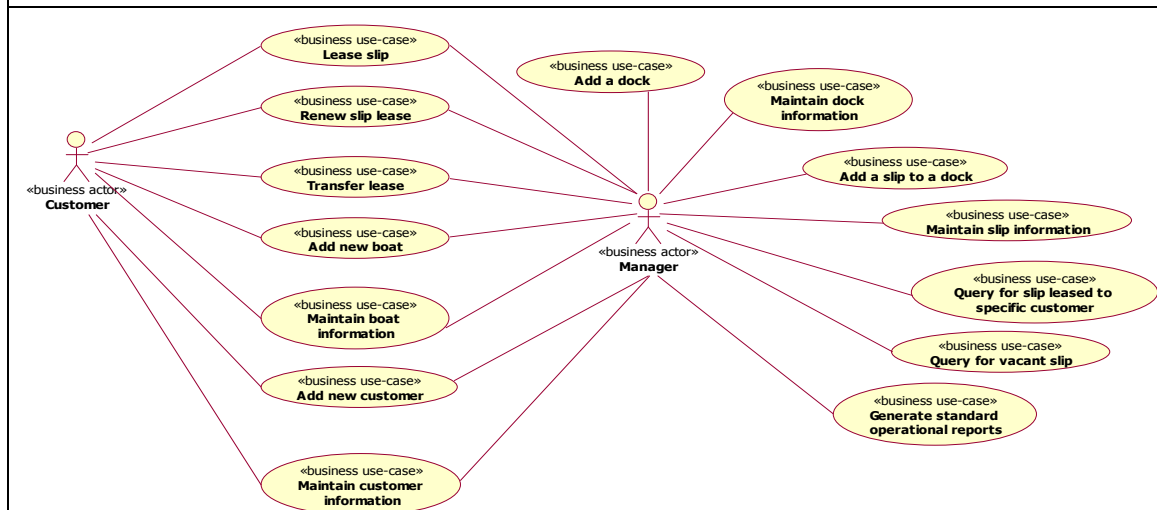 «business use-case»
Lease slip
«business use-case»
Renew slip lease
«business use-case»
Transfer lease
«business use-case»
Add new boat
«business use-case»
Maintain boat
information
«business use-case»
Add new customer
«business use-case»
Maintain customer
information
«business actor»
Customer
«business use-case»
Add a dock
«business use-case»
Maintain dock
information
«business use-case»
Add a slip to a dock
«business use-case»
Maintain slip information
«business actor»
Manager
«business use-case»
Query for slip leased to
specific customer
«business use-case»
Query for vacant slip
«business use-case»
Generate standard
operational reports